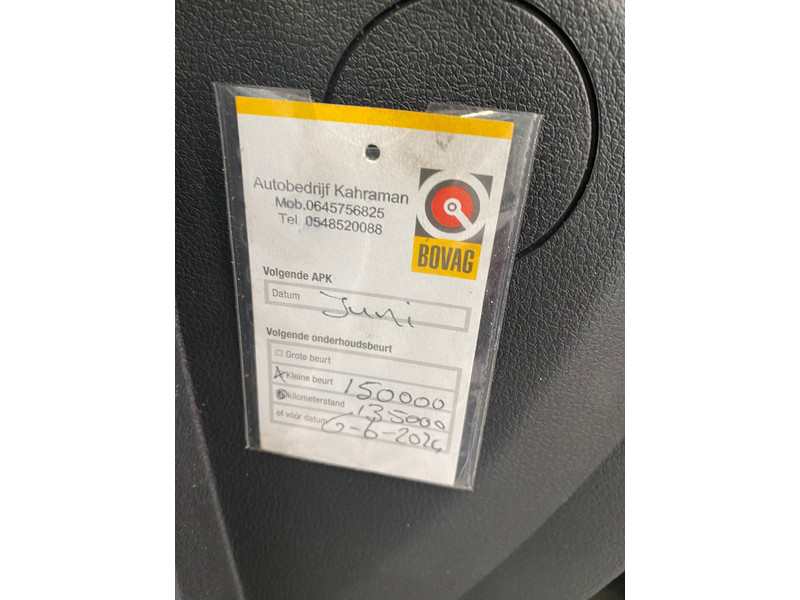 Autobedrijf Kahraman
Mob.0645756825
Tel. 0548520088
BOVAG
Volgende APK
Datum Juni
Volgende onderhoudsbeurt
Grote beurt
Kleine beurt 150000
kilometerstand 135000
of vóór datum 6-6-2024